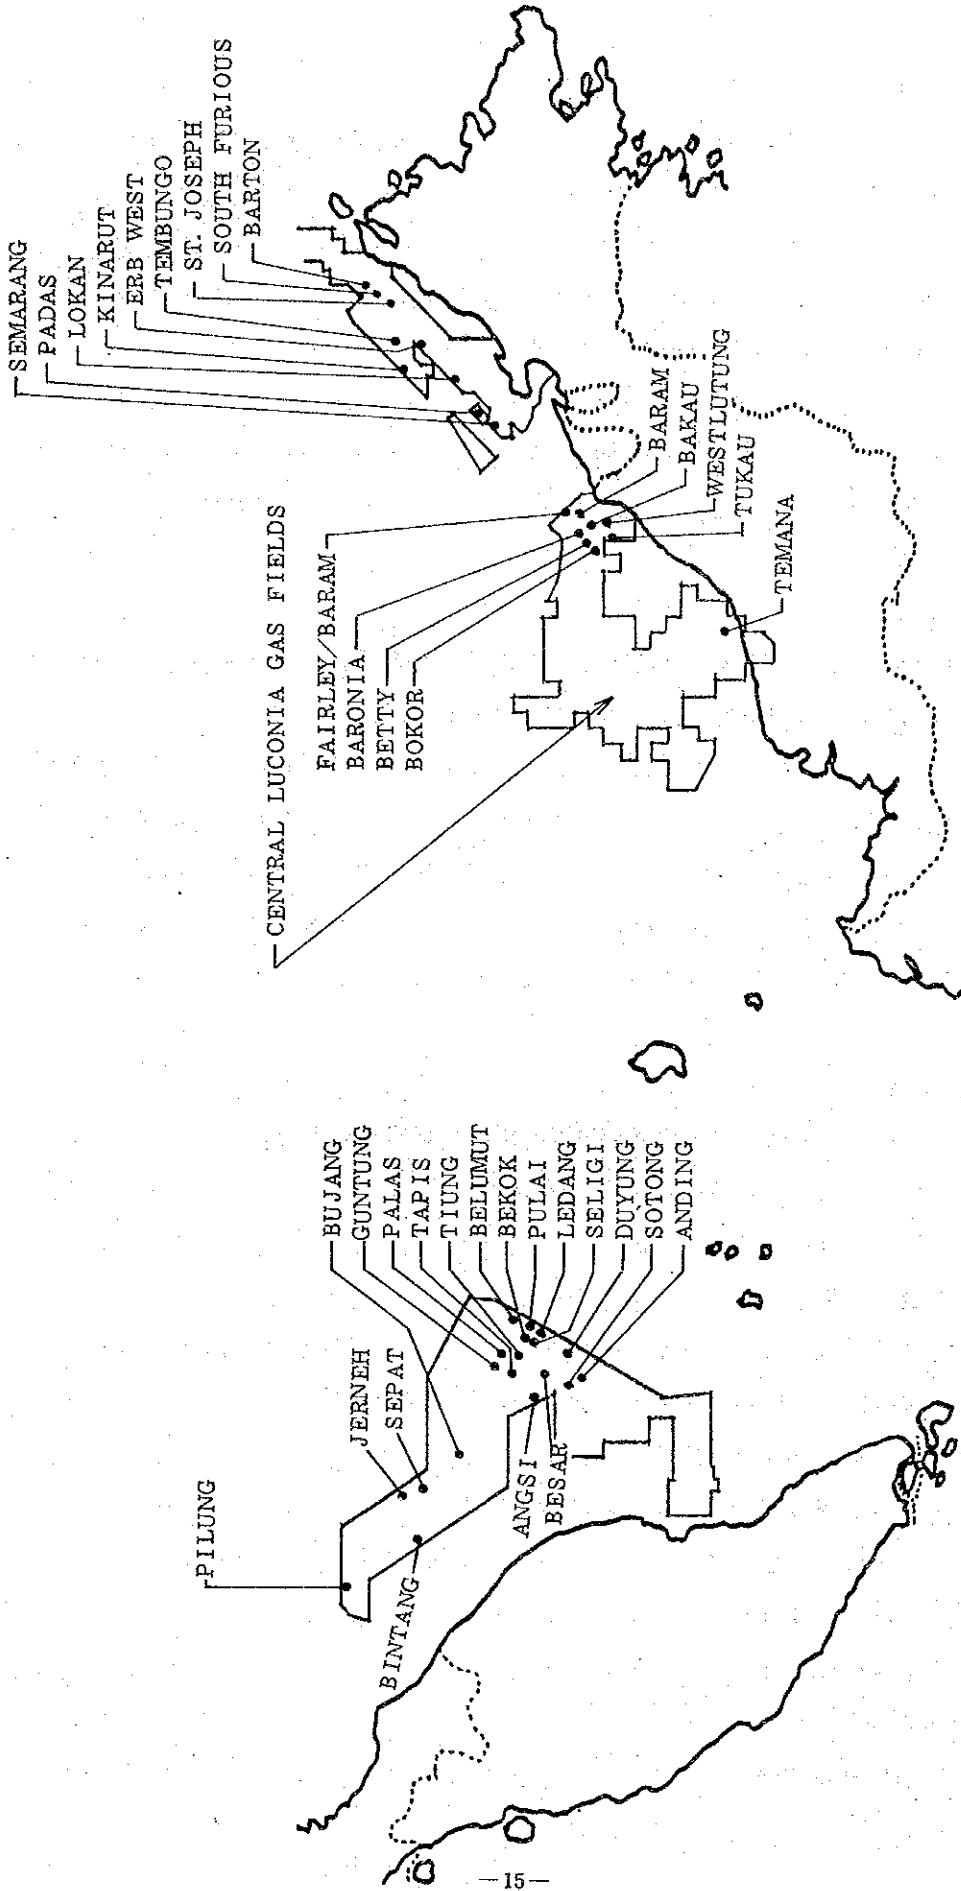 PILUNG
JERNEH
SEPAT
BINTANG
BUJANG
GUNTUNG
PALAS
TAPIS
TIUNG
BELUMUT
BEKOK
PULAI
LEDANG
SELIGI
DUYUNG
SOTONG
ANDING
ANGSI
BESAR
SEMARANG
PADAS
LOKAN
KINARUT
ERB WEST
TEMBUNGO
ST. JOSEPH
SOUTH FURIOUS
BARTON
CENTRAL LUCONIA GAS FIELDS
FAIRLEY/BARAM
BARONIA
BETTY
BOKOR
BARAM
BAKAU
WESTLUTUNG
TUKAU
TEMANA
—15—